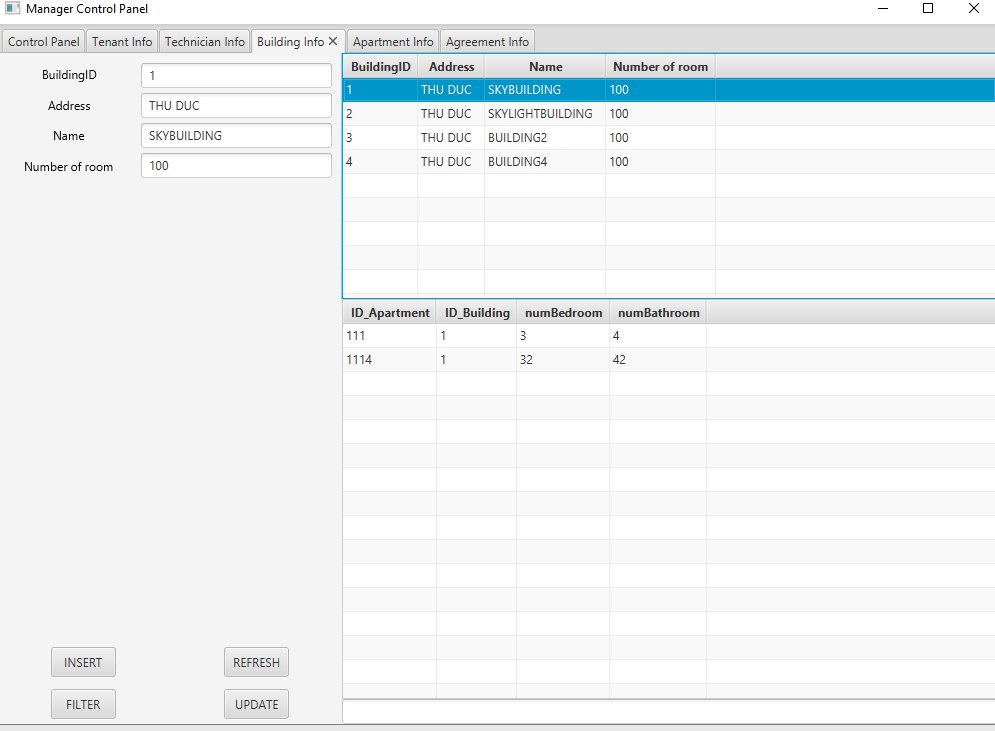 Manager Control Panel
Control Panel Tenant Info Technician Info Building Info Apartment Info Agreement Info
BuildingID 1
Address THU DUC
Name SKYBUILDING
Number of room 100
BuildingID Address Name Number of room
1 THU DUC SKYBUILDING 100
2 THU DUC SKYLIGHTBUILDING 100
3 THU DUC BUILDING2 100
4 THU DUC BUILDING4 100
ID_Apartment ID_Building numBedroom numBathroom
111 1 3 4
1114 1 32 42
INSERT REFRESH
FILTER UPDATE